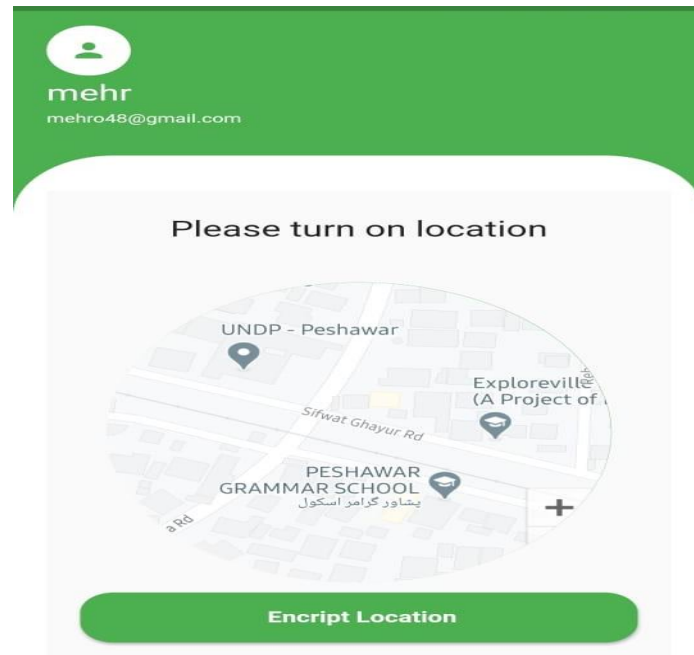 mehr
mehro48@gmail.com
Please turn on location
UNDP - Peshawar
Exploreville
(A Project of
Sifwat Ghayur Rd
PESHAWAR
GRAMMAR SCHOOL
پشاور گرامر اسکول
a Rd
+
Encript Location